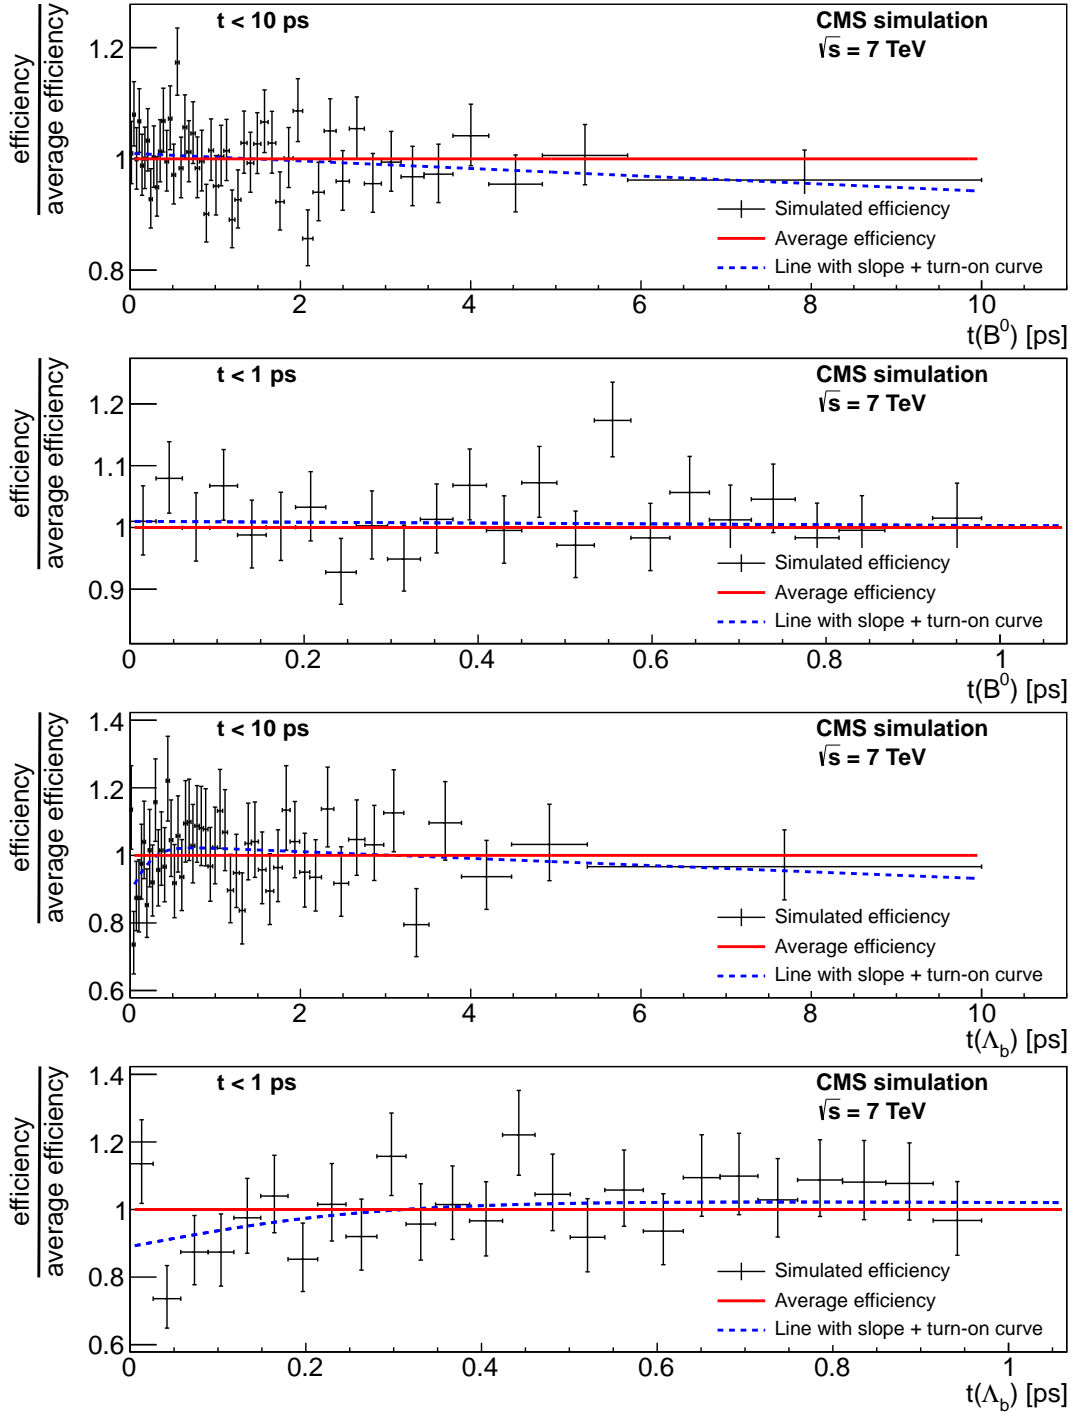 t < 10 ps
CMS simulation
√s = 7 TeV
efficiency
average efficiency
1.2
1
0.8
Simulated efficiency
Average efficiency
Line with slope + turn-on curve
0 2 4 6 8 10
t(B⁰) [ps]
t < 1 ps
CMS simulation
√s = 7 TeV
efficiency
average efficiency
1.2
1.1
1
0.9
Simulated efficiency
Average efficiency
Line with slope + turn-on curve
0 0.2 0.4 0.6 0.8 1
t(B⁰) [ps]
t < 10 ps
CMS simulation
√s = 7 TeV
efficiency
average efficiency
1.4
1.2
1
0.8
0.6
Simulated efficiency
Average efficiency
Line with slope + turn-on curve
0 2 4 6 8 10
t(Λ_b) [ps]
t < 1 ps
CMS simulation
√s = 7 TeV
efficiency
average efficiency
1.4
1.2
1
0.8
0.6
Simulated efficiency
Average efficiency
Line with slope + turn-on curve
0 0.2 0.4 0.6 0.8 1
t(Λ_b) [ps]